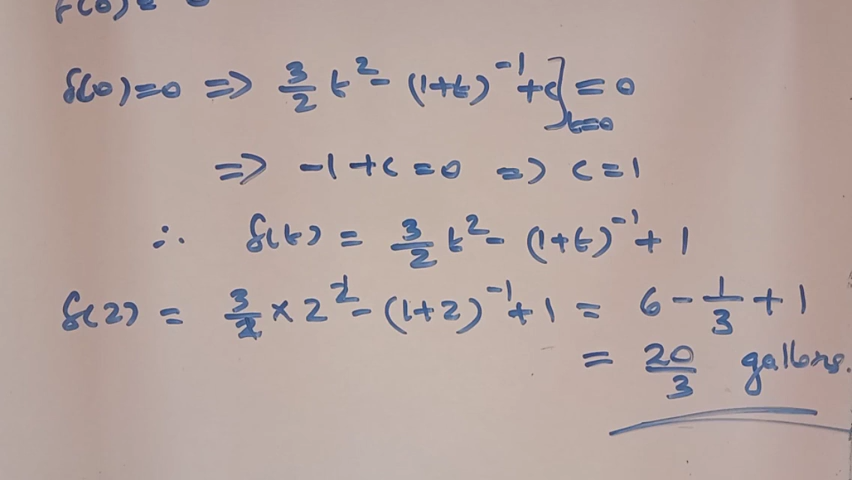 f(0) = 0 ⇒ 3/2 t² - (1+t)⁻¹ + c]ₜ₌₀ = 0
⇒ -1 + c = 0 ⇒ c = 1
∴ f(t) = 3/2 t² - (1+t)⁻¹ + 1
f(2) = 3/2 × 2² - (1+2)⁻¹ + 1 = 6 - 1/3 + 1
= 20/3 gallons.